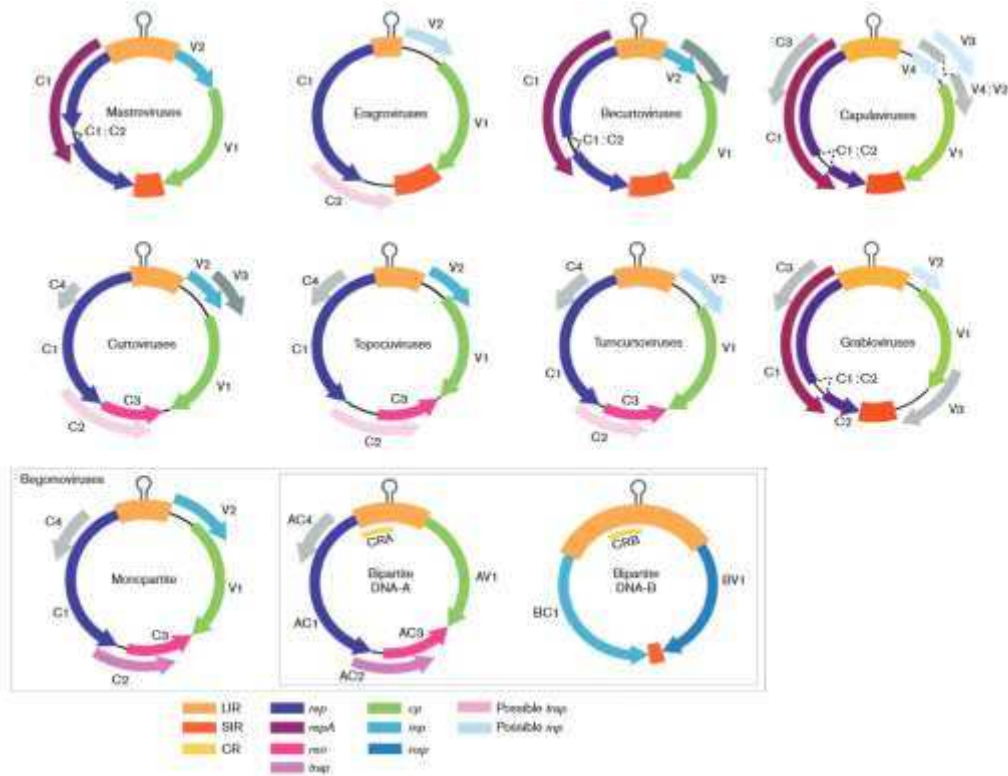 V2
C1
Mastroviruses
C1:C2
V1
V2
C1
Eragroviruses
V1
C2
C1
V2
Becurtoviruses
C1:C2
V1
C3
V3
V4
V4:V3
Capulaviruses
C1:C2
C1
V1
C4
V2
V3
C1
Curtoviruses
C3
V1
C2
C4
V2
C1
Topocuviruses
V1
C3
C2
C4
V2
C1
Turncurtoviruses
V1
C3
C2
C3
V2
V1
Grabloviruses
C1
C1:C2
C2
V3
Begomoviruses
C4
V2
Monopartite
V1
C1
C3
C2
AC4
CRA
Bipartite
DNA-A
AV1
AC1
AC3
AC2
CRB
Bipartite
DNA-B
BV1
BC1
LIR
SIR
CR
rep
repA
ren
trap
cp
mp
nsp
Possible trap
Possible mp